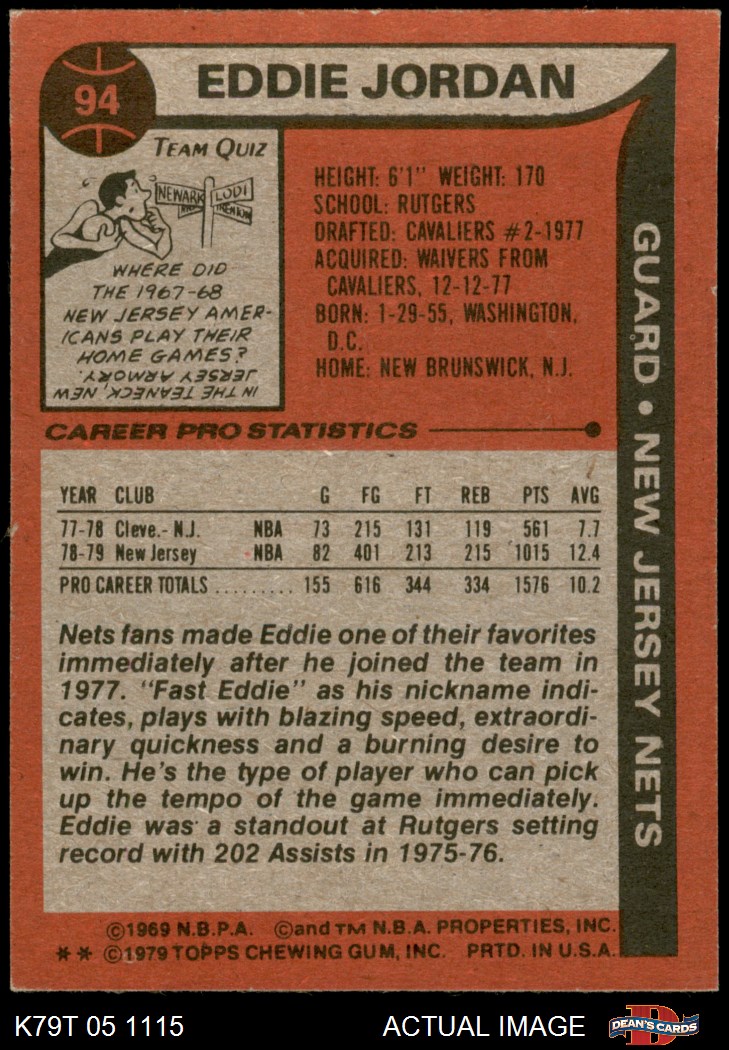 94
EDDIE JORDAN
TEAM QUIZ
NEWARK
LODI
TRENTON
WHERE DID
THE 1967-68
NEW JERSEY AMER-
ICANS PLAY THEIR
HOME GAMES?
IN THE TEANECK, NEW
JERSEY ARMORY.
HEIGHT: 6'1" WEIGHT: 170
SCHOOL: RUTGERS
DRAFTED: CAVALIERS #2-1977
ACQUIRED: WAIVERS FROM
CAVALIERS, 12-12-77
BORN: 1-29-55, WASHINGTON,
D.C.
HOME: NEW BRUNSWICK, N.J.
GUARD • NEW JERSEY NETS
CAREER PRO STATISTICS
YEAR CLUB G FG FT REB PTS AVG
77-78 Cleve.- N.J. NBA 73 215 131 119 561 7.7
78-79 New Jersey NBA 82 401 213 215 1015 12.4
PRO CAREER TOTALS ......... 155 616 344 334 1576 10.2
Nets fans made Eddie one of their favorites
immediately after he joined the team in
1977. "Fast Eddie" as his nickname indi-
cates, plays with blazing speed, extraordi-
nary quickness and a burning desire to
win. He's the type of player who can pick
up the tempo of the game immediately.
Eddie was a standout at Rutgers setting
record with 202 Assists in 1975-76.
©1969 N.B.P.A. ©and TM N.B.A. PROPERTIES, INC.
** ©1979 TOPPS CHEWING GUM, INC. PRTD. IN U.S.A.
K79T 05 1115
ACTUAL IMAGE
D
DEAN'S CARDS